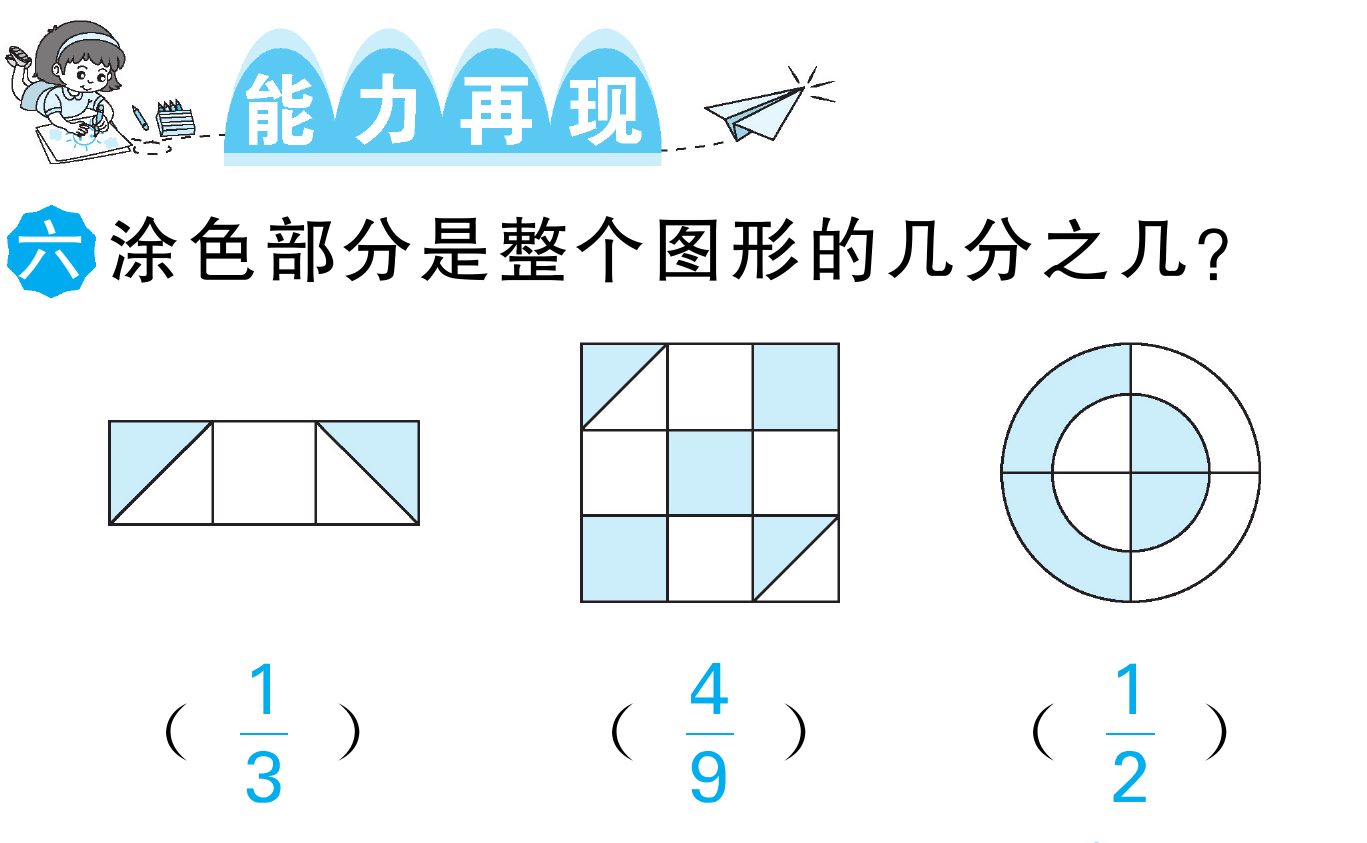 能力再现
六 涂色部分是整个图形的几分之几?
( 1/3 ) ( 4/9 ) ( 1/2 )